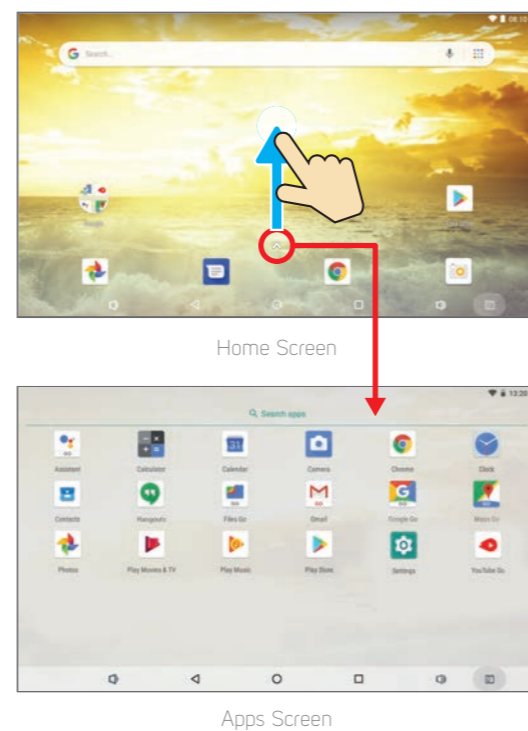 08:10
G Search..
Home Screen
13:20
Search apps
Assistant Calculator Calendar Camera Chrome Clock
Contacts Hangouts Files Go Gmail Google Go Maps Go
Photos Play Movies & TV Play Music Play Store Settings YouTube Go
Apps Screen